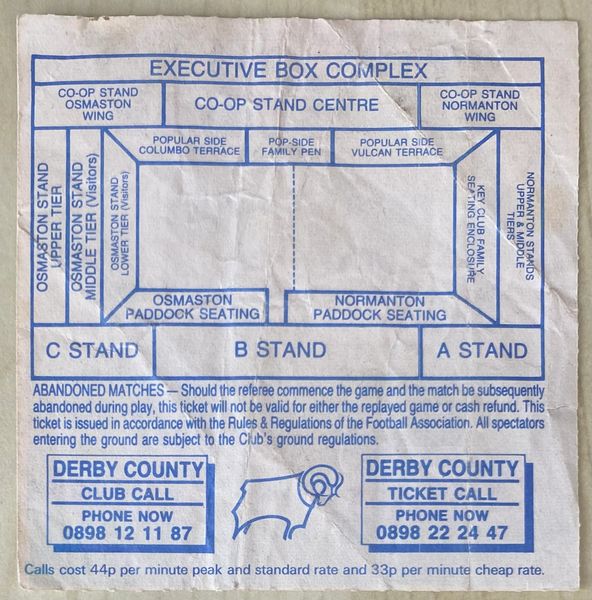 EXECUTIVE BOX COMPLEX
CO-OP STAND
OSMASTON
WING
CO-OP STAND CENTRE
CO-OP STAND
NORMANTON
WING
POPULAR SIDE
COLUMBO TERRACE
POP-SIDE
FAMILY PEN
POPULAR SIDE
VULCAN TERRACE
OSMASTON STAND
UPPER TIER
OSMASTON STAND
MIDDLE TIER (Visitors)
OSMASTON STAND
LOWER TIER (Visitors)
KEY CLUB FAMILY
SEATING ENCLOSURE
NORMANTON STANDS
UPPER & MIDDLE
TIERS
OSMASTON
PADDOCK SEATING
NORMANTON
PADDOCK SEATING
C STAND
B STAND
A STAND
ABANDONED MATCHES — Should the referee commence the game and the match be subsequently
abandoned during play, this ticket will not be valid for either the replayed game or cash refund. This
ticket is issued in accordance with the Rules & Regulations of the Football Association. All spectators
entering the ground are subject to the Club's ground regulations.
DERBY COUNTY
CLUB CALL
PHONE NOW
0898 12 11 87
DERBY COUNTY
TICKET CALL
PHONE NOW
0898 22 24 47
Calls cost 44p per minute peak and standard rate and 33p per minute cheap rate.